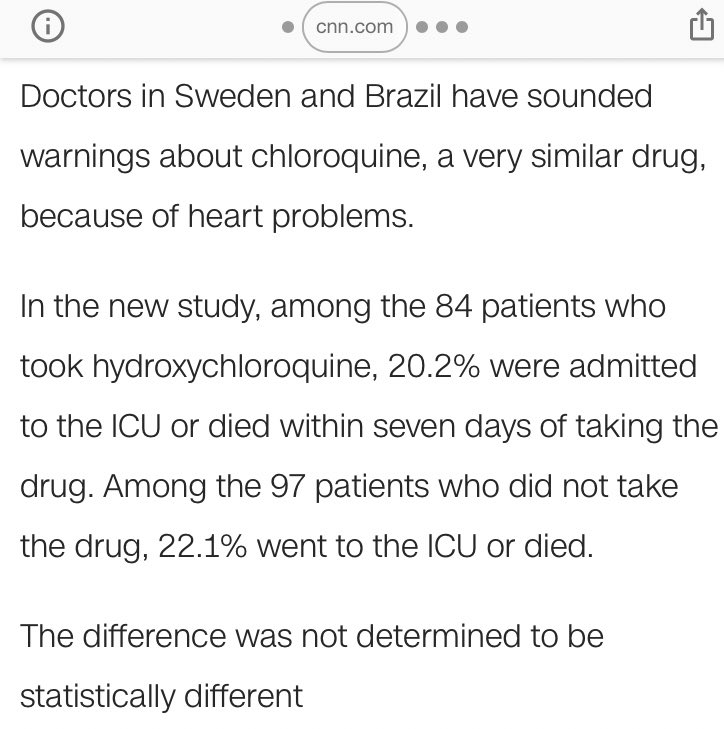 cnn.com
Doctors in Sweden and Brazil have sounded
warnings about chloroquine, a very similar drug,
because of heart problems.
In the new study, among the 84 patients who
took hydroxychloroquine, 20.2% were admitted
to the ICU or died within seven days of taking the
drug. Among the 97 patients who did not take
the drug, 22.1% went to the ICU or died.
The difference was not determined to be
statistically different